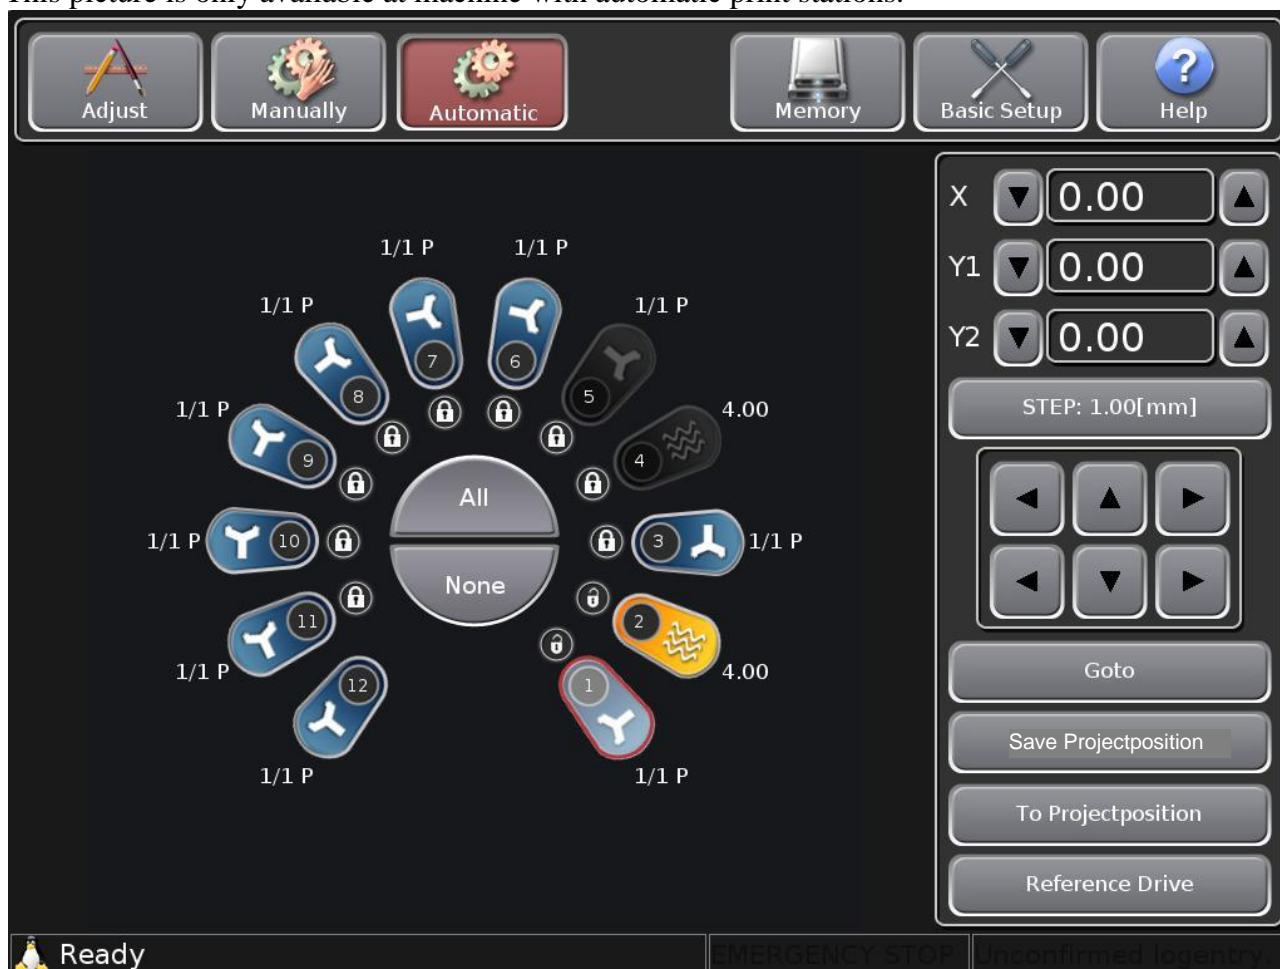 This picture is only available at machine with automatic print stations.
Adjust Manually Automatic Memory Basic Setup Help
X 0.00
Y1 0.00
Y2 0.00
STEP: 1.00[mm]
Goto
Save Projectposition
To Projectposition
Reference Drive
1/1 P 1/1 P
7 6
1/1 P 1/1 P
8 5
1/1 P 4.00
9 4
All
1/1 P 10 3 1/1 P
None
11 2
1/1 P 4.00
12 1
1/1 P 1/1 P
Ready EMERGENCY STOP Unconfirmed logentry.